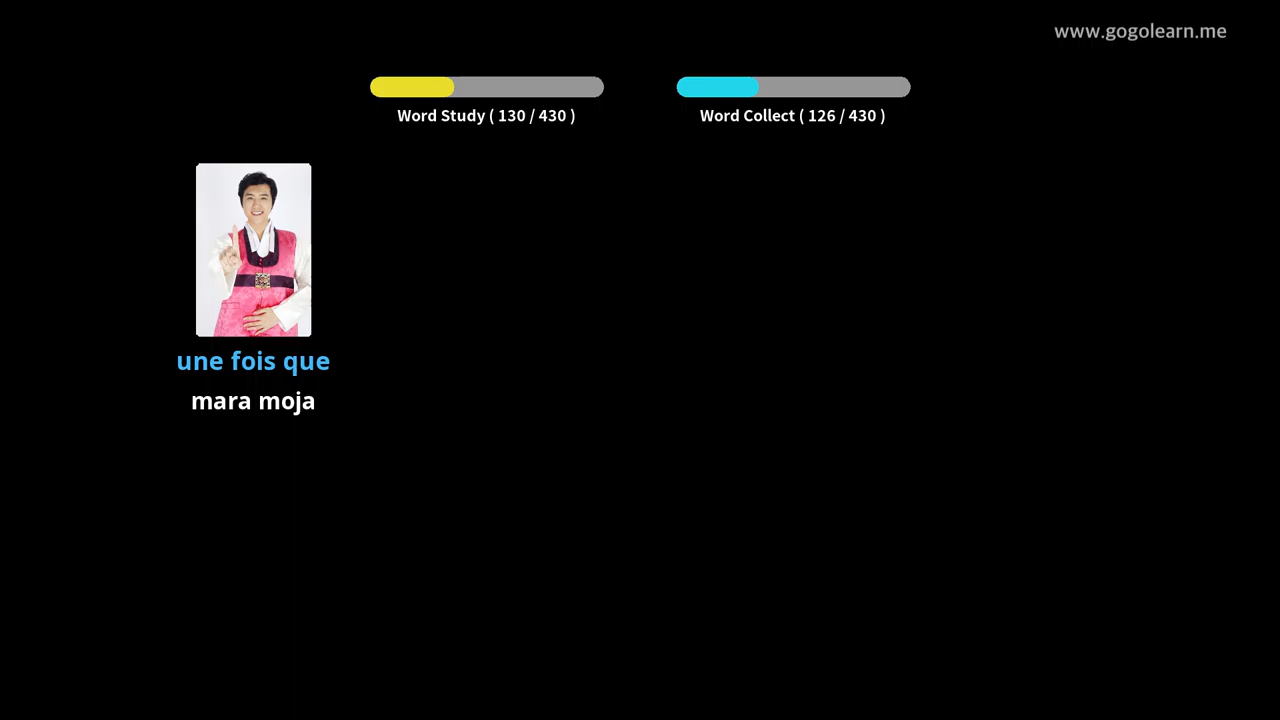 www.gogolearn.me
Word Study ( 130 / 430 )
Word Collect ( 126 / 430 )
une fois que
mara moja